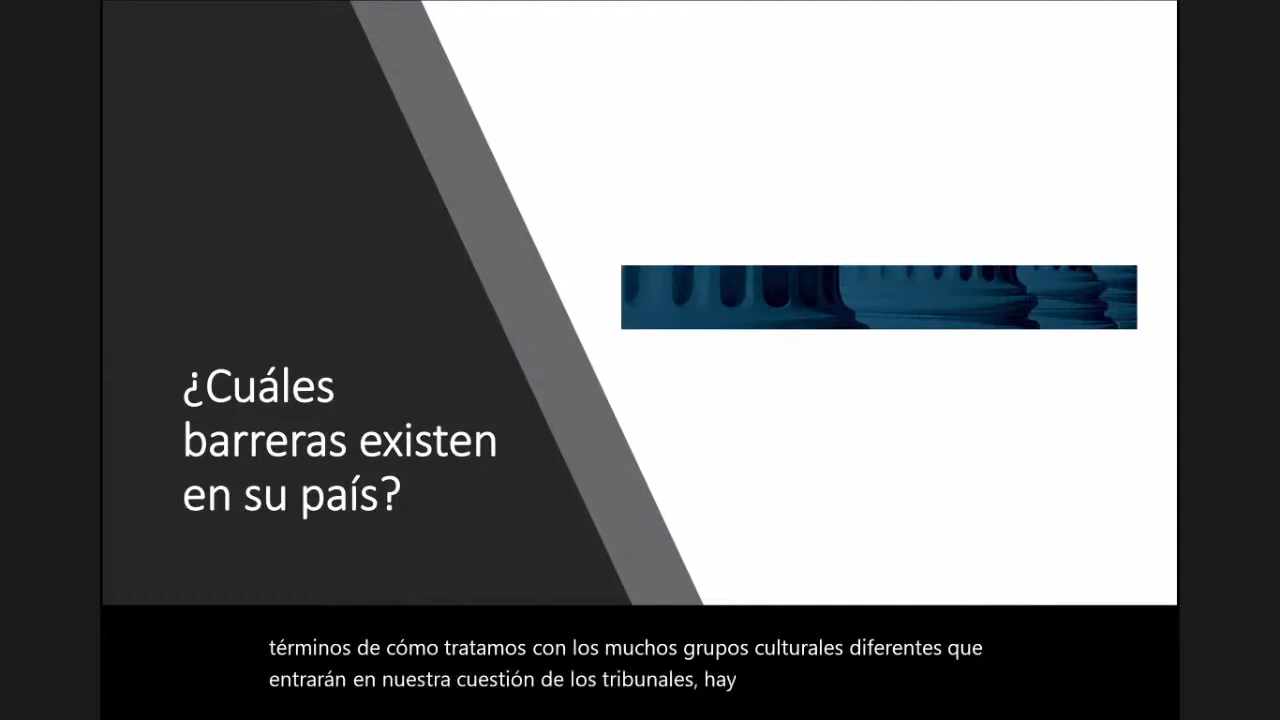 ¿Cuáles
barreras existen
en su país?
términos de cómo tratamos con los muchos grupos culturales diferentes que
entrarán en nuestra cuestión de los tribunales, hay